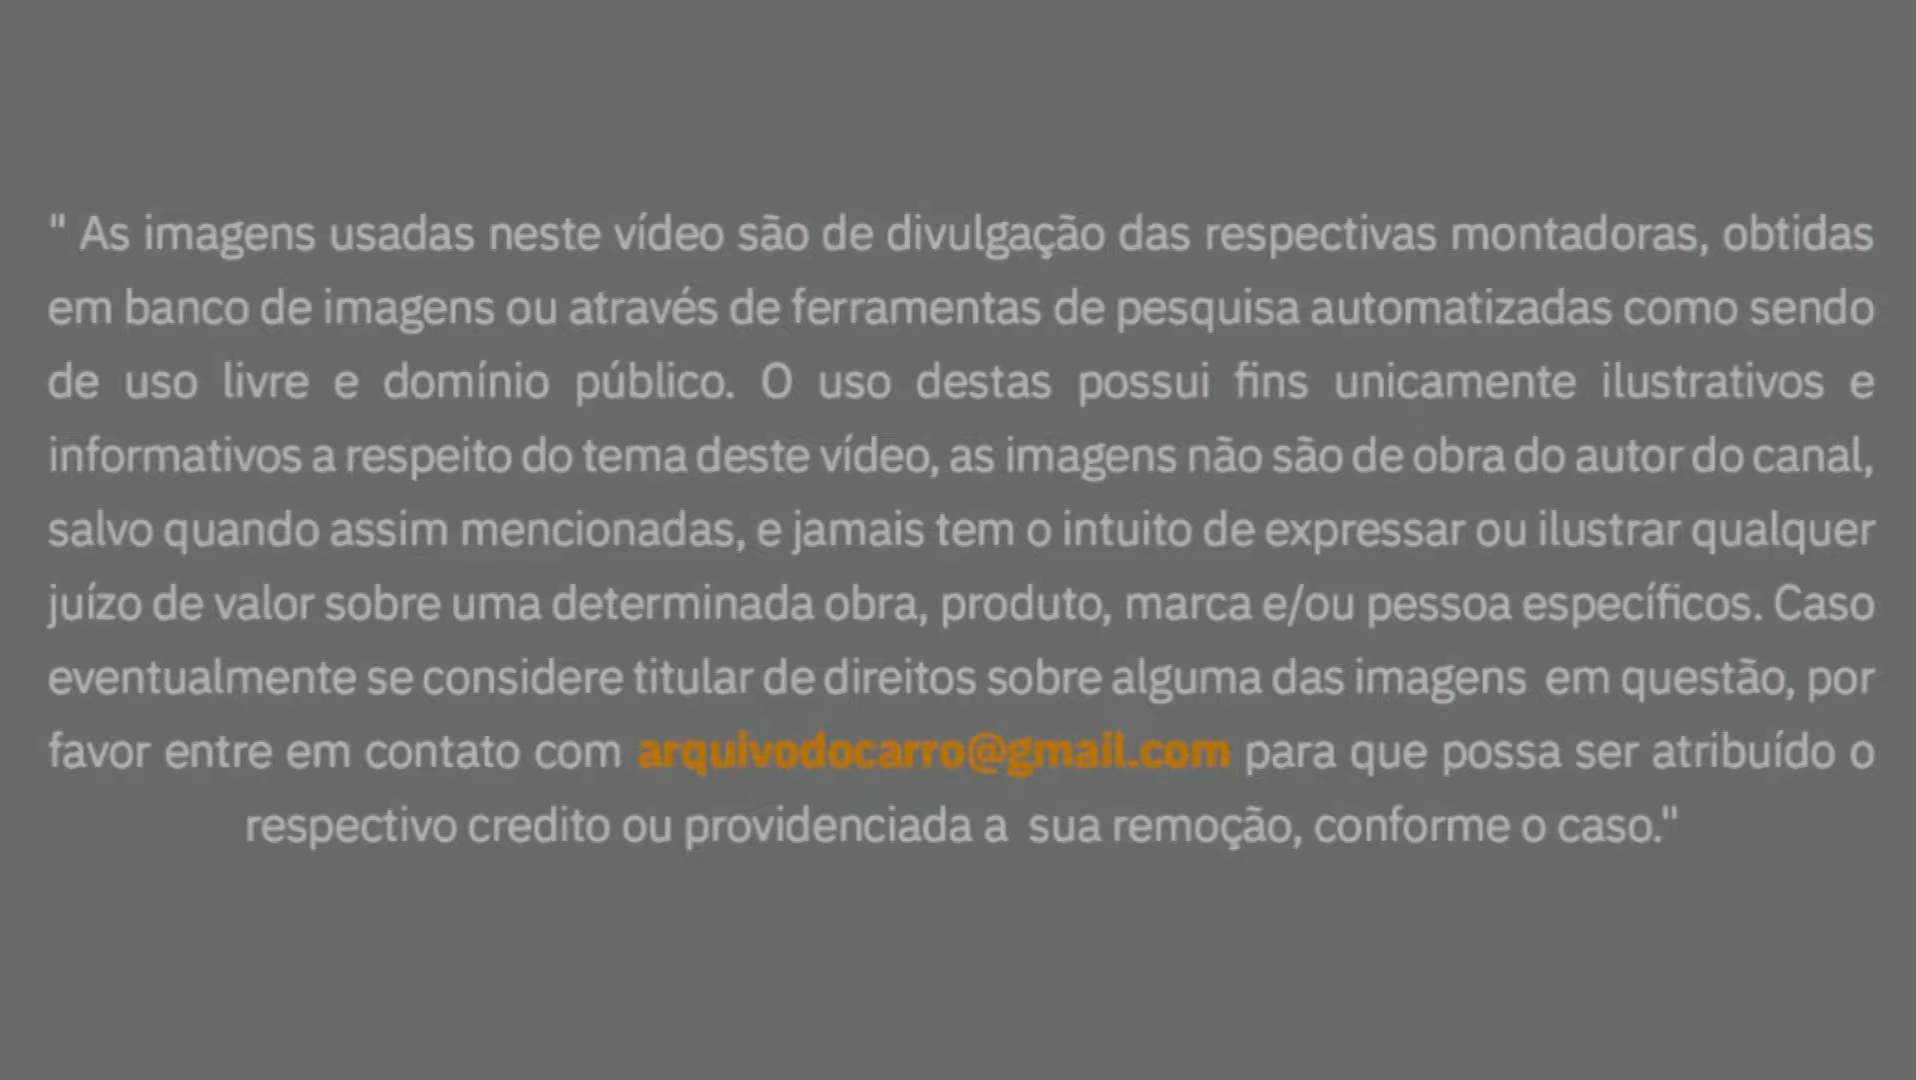 " As imagens usadas neste vídeo são de divulgação das respectivas montadoras, obtidas
em banco de imagens ou através de ferramentas de pesquisa automatizadas como sendo
de uso livre e domínio público. O uso destas possui fins unicamente ilustrativos e
informativos a respeito do tema deste vídeo, as imagens não são de obra do autor do canal,
salvo quando assim mencionadas, e jamais tem o intuito de expressar ou ilustrar qualquer
juízo de valor sobre uma determinada obra, produto, marca e/ou pessoa específicos. Caso
eventualmente se considere titular de direitos sobre alguma das imagens em questão, por
favor entre em contato com arquivodocarro@gmail.com para que possa ser atribuído o
respectivo credito ou providenciada a sua remoção, conforme o caso."